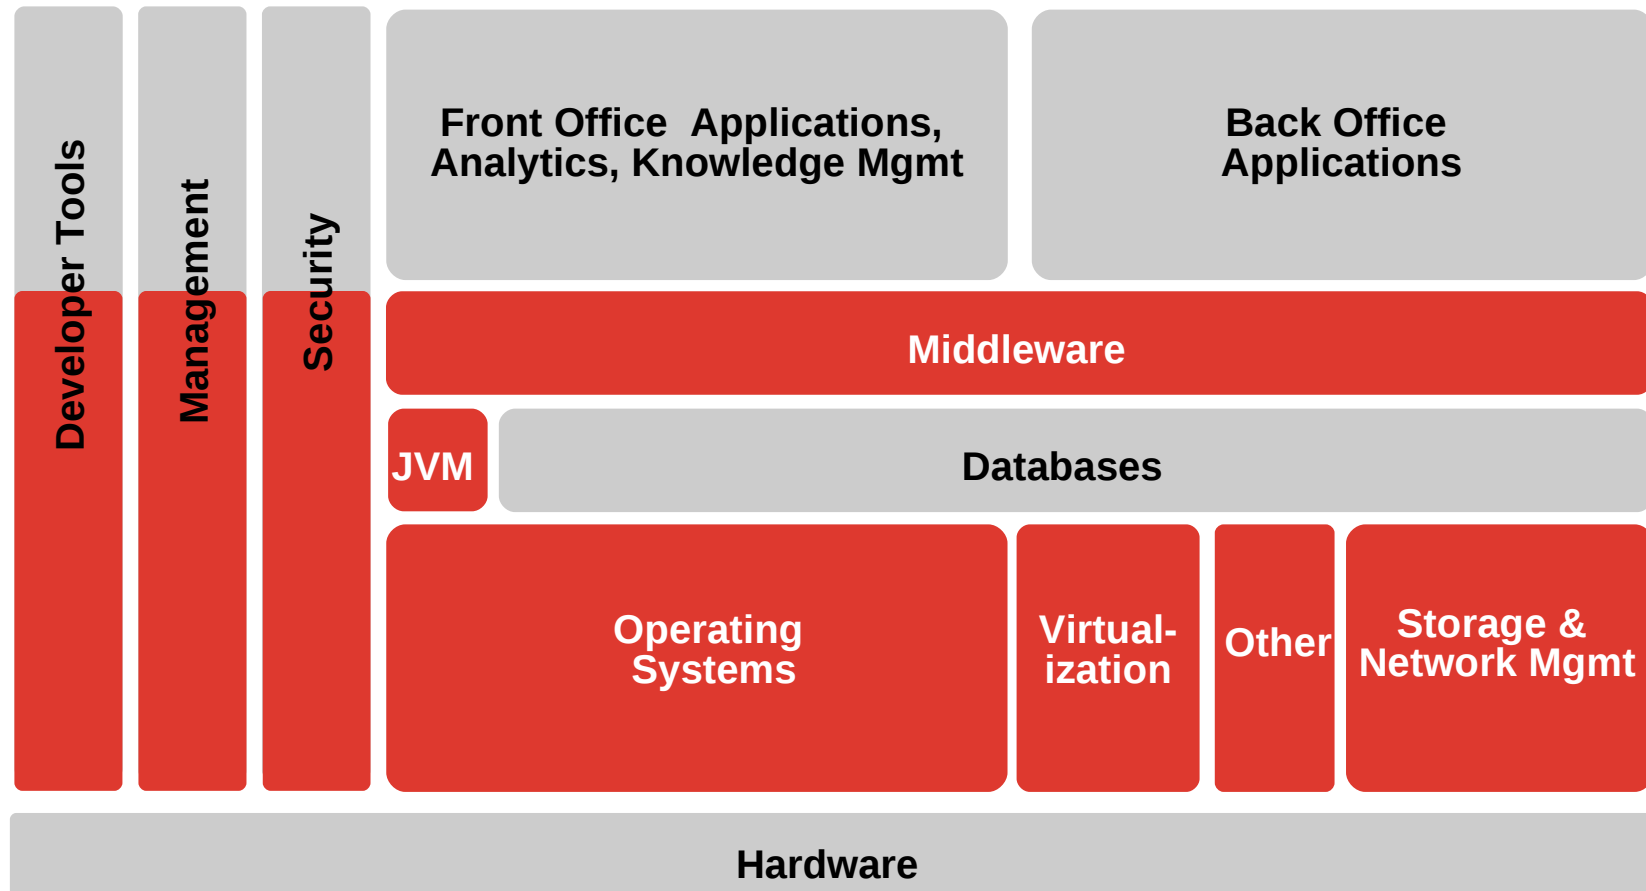 Developer Tools
Management
Security
Front Office  Applications,
Analytics, Knowledge Mgmt
Back Office
Applications
Middleware
JVM
Databases
Operating
Systems
Virtual-
ization
Other
Storage &
Network Mgmt
Hardware